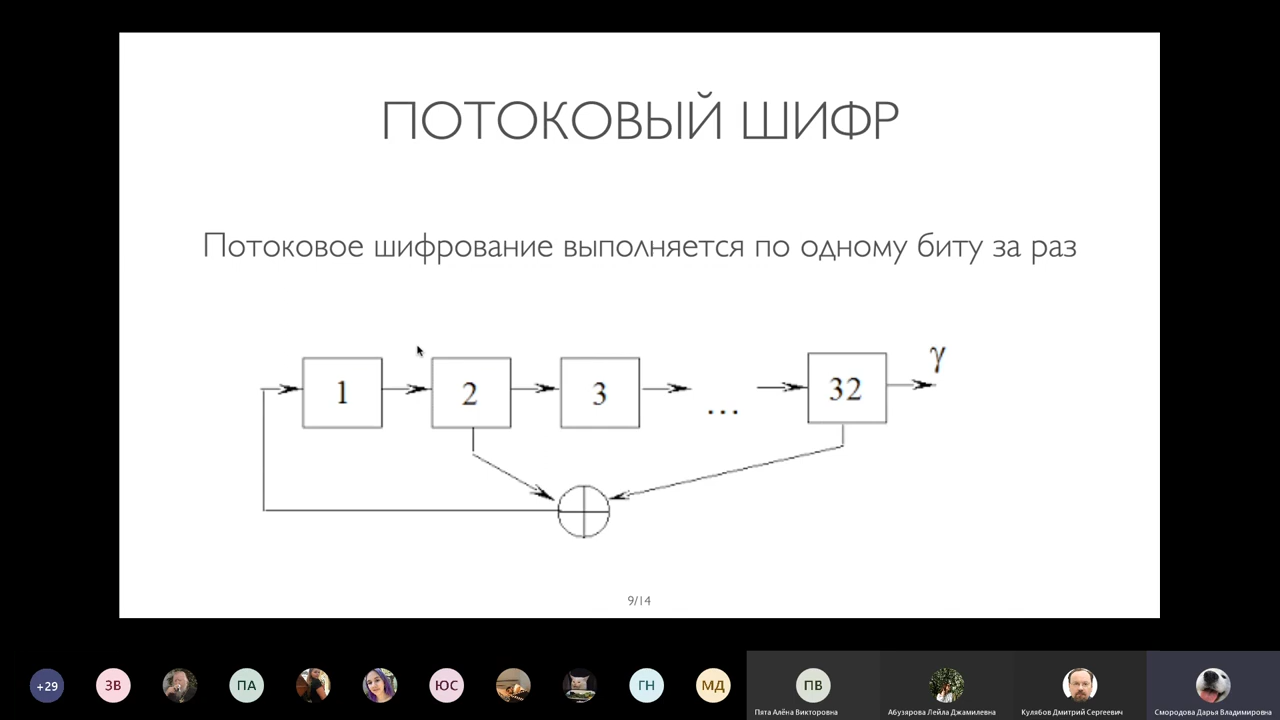 ПОТОКОВЫЙ ШИФР
Потоковое шифрование выполняется по одному биту за раз
1 2 3 ... 32 γ
9/14
+29 ЗВ ПА ЮС ГН МД ПВ
Пята Алёна Викторовна Абузярова Лейла Джамилевна Кулябов Дмитрий Сергеевич Смородова Дарья Владимировна